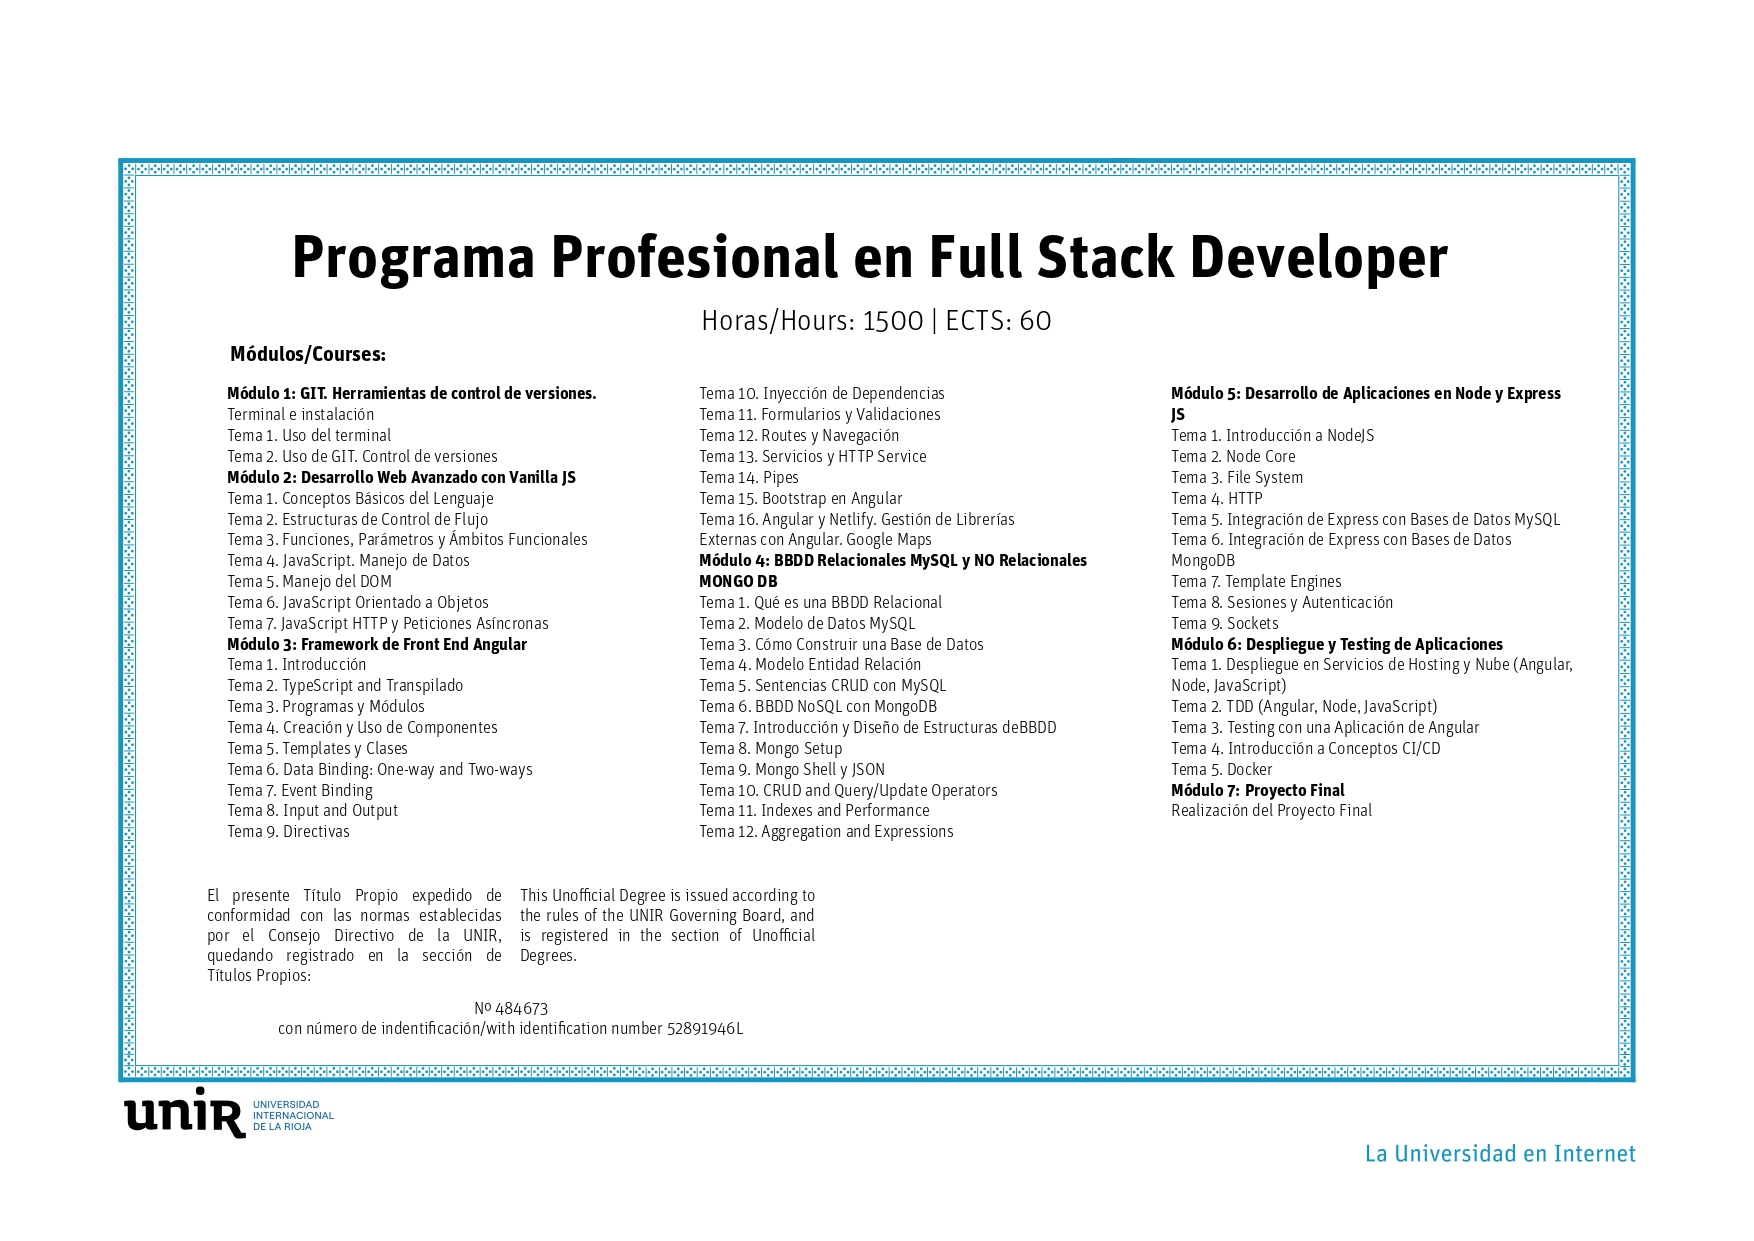 Programa Profesional en Full Stack Developer
Horas/Hours: 1500 | ECTS: 60
Módulos/Courses:
Módulo 1: GIT. Herramientas de control de versiones.
Terminal e instalación
Tema 1. Uso del terminal
Tema 2. Uso de GIT. Control de versiones
Módulo 2: Desarrollo Web Avanzado con Vanilla JS
Tema 1. Conceptos Básicos del Lenguaje
Tema 2. Estructuras de Control de Flujo
Tema 3. Funciones, Parámetros y Ámbitos Funcionales
Tema 4. JavaScript. Manejo de Datos
Tema 5. Manejo del DOM
Tema 6. JavaScript Orientado a Objetos
Tema 7. JavaScript HTTP y Peticiones Asíncronas
Módulo 3: Framework de Front End Angular
Tema 1. Introducción
Tema 2. TypeScript and Transpilado
Tema 3. Programas y Módulos
Tema 4. Creación y Uso de Componentes
Tema 5. Templates y Clases
Tema 6. Data Binding: One-way and Two-ways
Tema 7. Event Binding
Tema 8. Input and Output
Tema 9. Directivas
Tema 10. Inyección de Dependencias
Tema 11. Formularios y Validaciones
Tema 12. Routes y Navegación
Tema 13. Servicios y HTTP Service
Tema 14. Pipes
Tema 15. Bootstrap en Angular
Tema 16. Angular y Netlify. Gestión de Librerías
Externas con Angular. Google Maps
Módulo 4: BBDD Relacionales MySQL y NO Relacionales
MONGO DB
Tema 1. Qué es una BBDD Relacional
Tema 2. Modelo de Datos MySQL
Tema 3. Cómo Construir una Base de Datos
Tema 4. Modelo Entidad Relación
Tema 5. Sentencias CRUD con MySQL
Tema 6. BBDD NoSQL con MongoDB
Tema 7. Introducción y Diseño de Estructuras deBBDD
Tema 8. Mongo Setup
Tema 9. Mongo Shell y JSON
Tema 10. CRUD and Query/Update Operators
Tema 11. Indexes and Performance
Tema 12. Aggregation and Expressions
Módulo 5: Desarrollo de Aplicaciones en Node y Express
JS
Tema 1. Introducción a NodeJS
Tema 2. Node Core
Tema 3. File System
Tema 4. HTTP
Tema 5. Integración de Express con Bases de Datos MySQL
Tema 6. Integración de Express con Bases de Datos
MongoDB
Tema 7. Template Engines
Tema 8. Sesiones y Autenticación
Tema 9. Sockets
Módulo 6: Despliegue y Testing de Aplicaciones
Tema 1. Despliegue en Servicios de Hosting y Nube (Angular,
Node, JavaScript)
Tema 2. TDD (Angular, Node, JavaScript)
Tema 3. Testing con una Aplicación de Angular
Tema 4. Introducción a Conceptos CI/CD
Tema 5. Docker
Módulo 7: Proyecto Final
Realización del Proyecto Final
El presente Título Propio expedido de
conformidad con las normas establecidas
por el Consejo Directivo de la UNIR,
quedando registrado en la sección de
Títulos Propios:
This Unofficial Degree is issued according to
the rules of the UNIR Governing Board, and
is registered in the section of Unofficial
Degrees.
Nº 484673
con número de indentificación/with identification number 52891946L
unir
UNIVERSIDAD
INTERNACIONAL
DE LA RIOJA
La Universidad en Internet